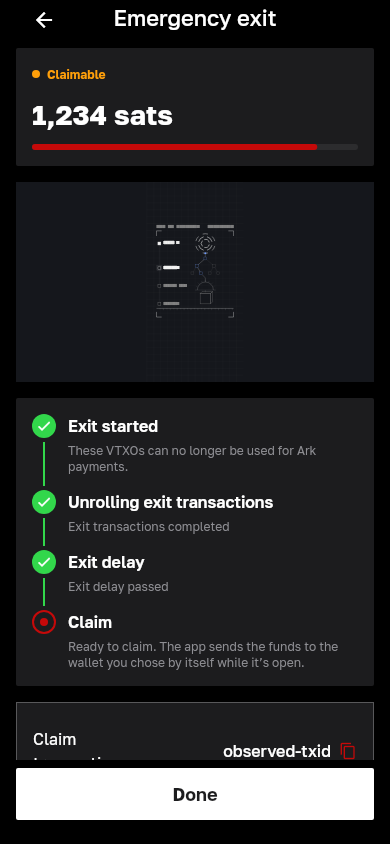 Emergency exit
Claimable
1,234 sats
Exit started
These VTXOs can no longer be used for Ark
payments.
Unrolling exit transactions
Exit transactions completed
Exit delay
Exit delay passed
Claim
Ready to claim. The app sends the funds to the
wallet you chose by itself while it’s open.
Claim
observed-txid
Done